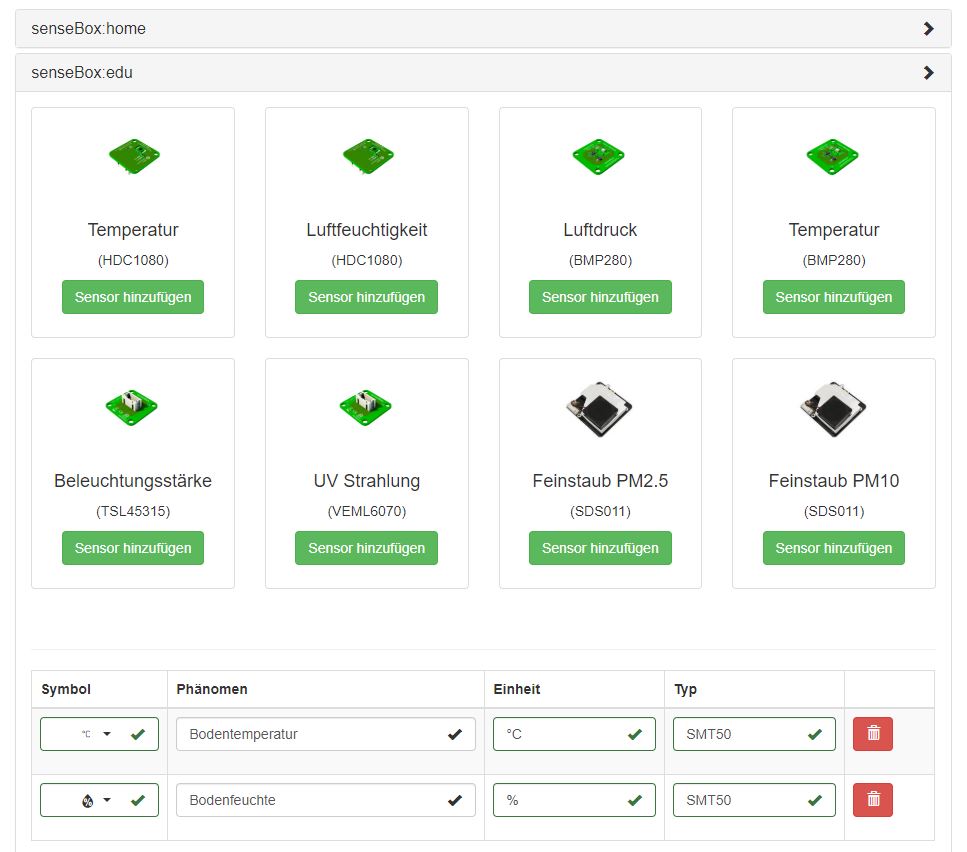 senseBox:home
senseBox:edu
Temperatur
(HDC1080)
Sensor hinzufügen
Luftfeuchtigkeit
(HDC1080)
Sensor hinzufügen
Luftdruck
(BMP280)
Sensor hinzufügen
Temperatur
(BMP280)
Sensor hinzufügen
Beleuchtungsstärke
(TSL45315)
Sensor hinzufügen
UV Strahlung
(VEML6070)
Sensor hinzufügen
Feinstaub PM2.5
(SDS011)
Sensor hinzufügen
Feinstaub PM10
(SDS011)
Sensor hinzufügen
Symbol Phänomen Einheit Typ
°C Bodentemperatur °C SMT50
% Bodenfeuchte % SMT50